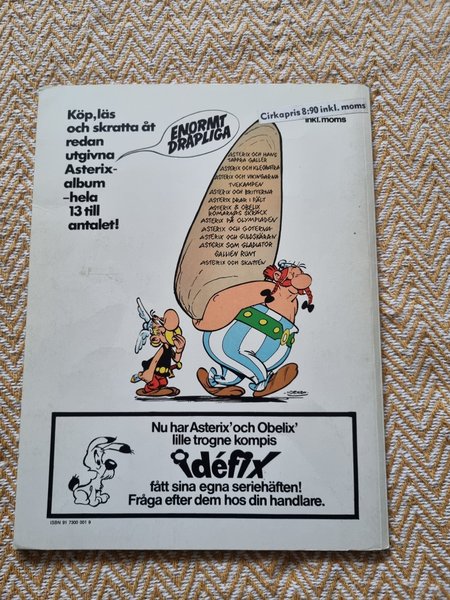 Köp, läs
och skratta åt
redan
utgivna
Asterix-
album
-hela
13 till
antalet!
ENORMT
DRÄPLIGA
Cirkapris 8:90 inkl. moms
inkl. moms
ASTERIX OCH HANS
TAPPRA GALLER
ASTERIX OCH KLEOPATRA
ASTERIX OCH VIKINGARNA
TVEKAMPEN
ASTERIX OCH BRITTERNA
ASTERIX DRAR I FÄLT
ASTERIX & OBELIX
ROMARNAS SKRÄCK
ASTERIX PÅ OLYMPIADEN
ASTERIX OCH GOTERNA
ASTERIX OCH GULDSKÄRAN
ASTERIX SOM GLADIATOR
GALLIEN RUNT
ASTERIX OCH SKATTEN
Nu har Asterix' och Obelix'
lille trogne kompis
idéfix
fått sina egna seriehäften!
Fråga efter dem hos din handlare.
ISBN 91 7300 001 9